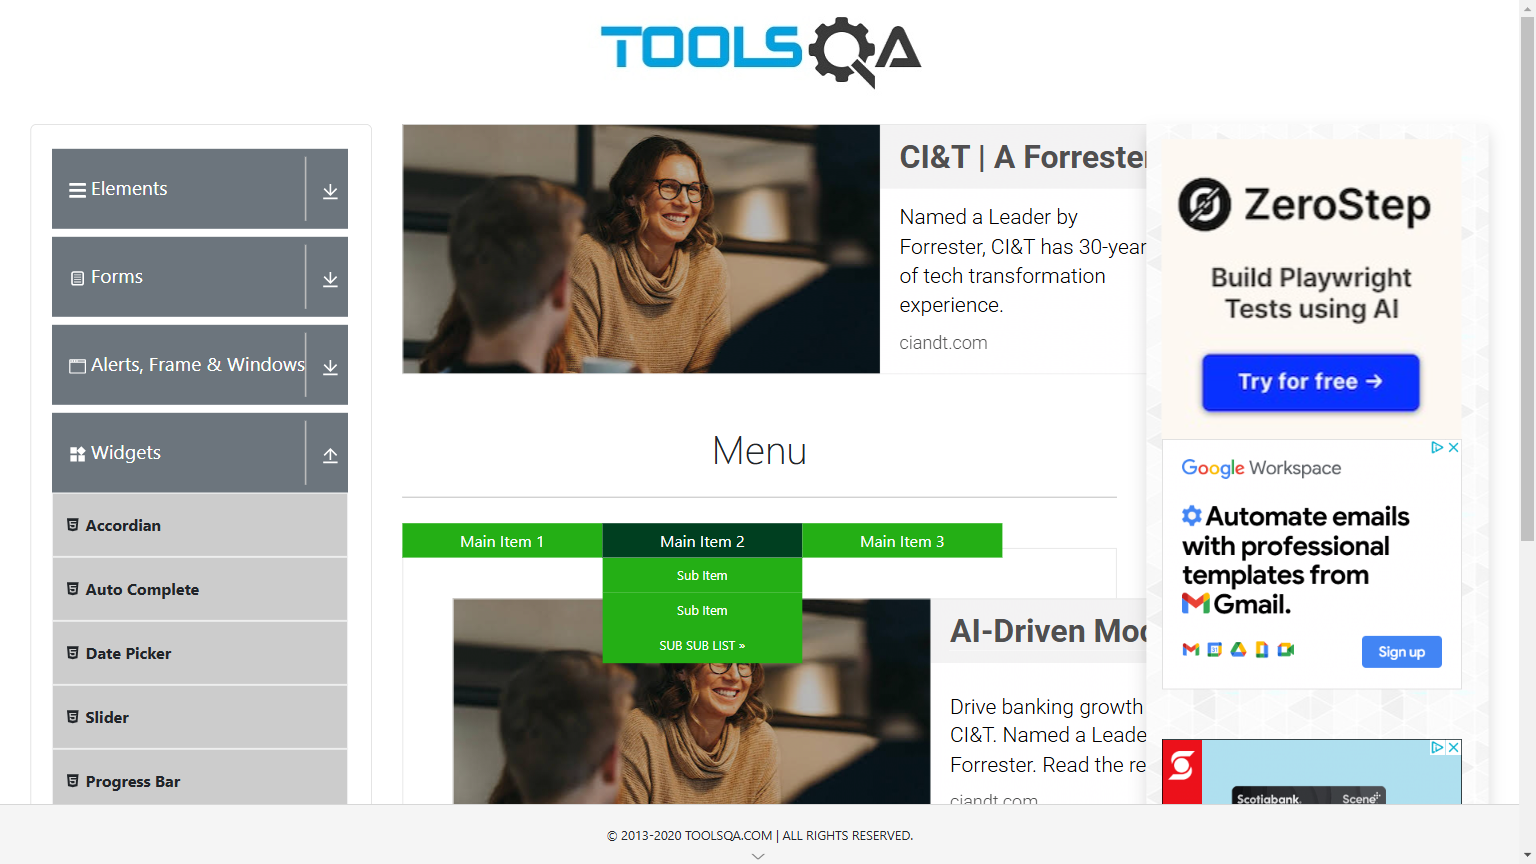 TOOLSQA
Elements
Forms
Alerts, Frame & Windows
Widgets
Accordian
Auto Complete
Date Picker
Slider
Progress Bar
CI&T | A Forrester
Named a Leader by
Forrester, CI&T has 30-year
of tech transformation
experience.
ciandt.com
Menu
Main Item 1
Main Item 2
Main Item 3
Sub Item
Sub Item
SUB SUB LIST »
AI-Driven
Drive banking growth
CI&T. Named a Leade
Forrester. Read the re
ciandt.com
ZeroStep
Build Playwright
Tests using AI
Try for free →
Google Workspace
Automate emails
with professional
templates from
Gmail.
Sign up
Scotiabank
Scene+
© 2013-2020 TOOLSQA.COM | ALL RIGHTS RESERVED.